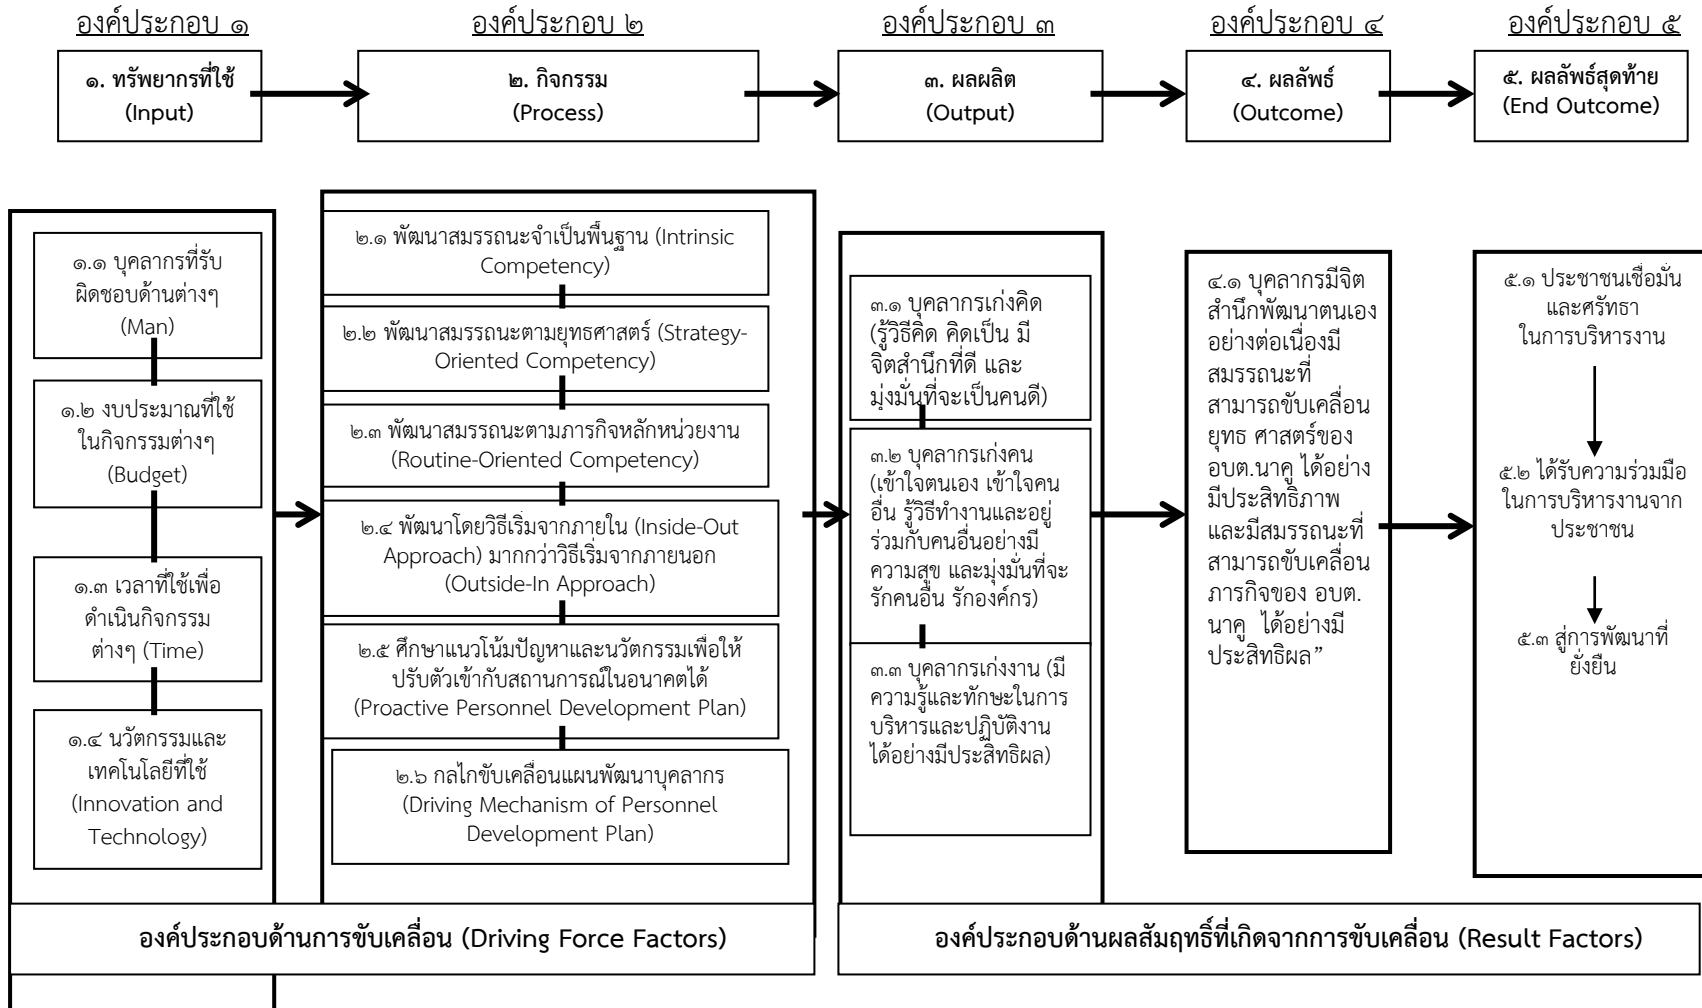 องค์ประกอบ ๑
องค์ประกอบ ๒
องค์ประกอบ ๓
องค์ประกอบ ๔
องค์ประกอบ ๕
๑. ทรัพยากรที่ใช้
(Input)
๒. กิจกรรม
(Process)
๓. ผลผลิต
(Output)
๔. ผลลัพธ์
(Outcome)
๕. ผลลัพธ์สุดท้าย
(End Outcome)
๑.๑ บุคลากรที่รับ
ผิดชอบด้านต่างๆ
(Man)
๑.๒ งบประมาณที่ใช้
ในกิจกรรมต่างๆ
(Budget)
๑.๓ เวลาที่ใช้เพื่อ
ดำเนินกิจกรรม
ต่างๆ (Time)
๑.๔ นวัตกรรมและ
เทคโนโลยีที่ใช้
(Innovation and
Technology)
๒.๑ พัฒนาสมรรถนะจำเป็นพื้นฐาน (Intrinsic
Competency)
๒.๒ พัฒนาสมรรถนะตามยุทธศาสตร์ (Strategy-
Oriented Competency)
๒.๓ พัฒนาสมรรถนะตามภารกิจหลักหน่วยงาน
(Routine-Oriented Competency)
๒.๔ พัฒนาโดยวิธีเริ่มจากภายใน (Inside-Out
Approach) มากกว่าวิธีเริ่มจากภายนอก
(Outside-In Approach)
๒.๕ ศึกษาแนวโน้มปัญหาและนวัตกรรมเพื่อให้
ปรับตัวเข้ากับสถานการณ์ในอนาคตได้
(Proactive Personnel Development Plan)
๒.๖ กลไกขับเคลื่อนแผนพัฒนาบุคลากร
(Driving Mechanism of Personnel
Development Plan)
๓.๑ บุคลากรเก่งคิด
(รู้วิธีคิด คิดเป็น มี
จิตสำนึกที่ดี และ
มุ่งมั่นที่จะเป็นคนดี)
๓.๒ บุคลากรเก่งคน
(เข้าใจตนเอง เข้าใจคน
อื่น รู้วิธีทำงานและอยู่
ร่วมกับคนอื่นอย่างมี
ความสุข และมุ่งมั่นที่จะ
รักคนอื่น รักองค์กร)
๓.๓ บุคลากรเก่งงาน (มี
ความรู้และทักษะในการ
บริหารและปฏิบัติงาน
ได้อย่างมีประสิทธิผล)
๔.๑ บุคลากรมีจิต
สำนึกพัฒนาตนเอง
อย่างต่อเนื่องมี
สมรรถนะที่
สามารถขับเคลื่อน
ยุทธ ศาสตร์ของ
อบต.นาคู ได้อย่าง
มีประสิทธิภาพ
และมีสมรรถนะที่
สามารถขับเคลื่อน
ภารกิจของ อบต.
นาคู ได้อย่างมี
ประสิทธิผล”
๕.๑ ประชาชนเชื่อมั่น
และศรัทธา
ในการบริหารงาน
๕.๒ ได้รับความร่วมมือ
ในการบริหารงานจาก
ประชาชน
๕.๓ สู่การพัฒนาที่
ยั่งยืน
องค์ประกอบด้านการขับเคลื่อน (Driving Force Factors)
องค์ประกอบด้านผลสัมฤทธิ์ที่เกิดจากการขับเคลื่อน (Result Factors)